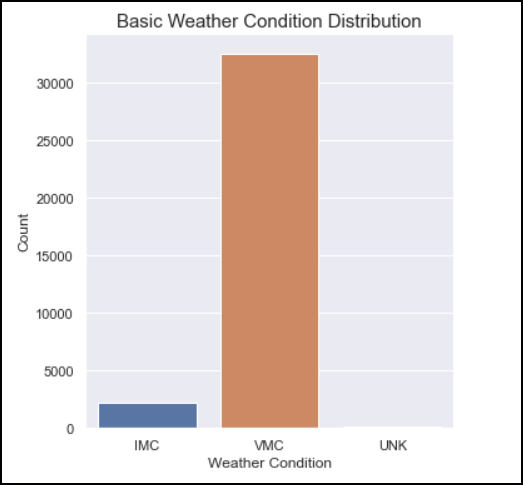 Basic Weather Condition Distribution
30000
25000
20000
15000
10000
5000
0
Count
IMC VMC UNK
Weather Condition